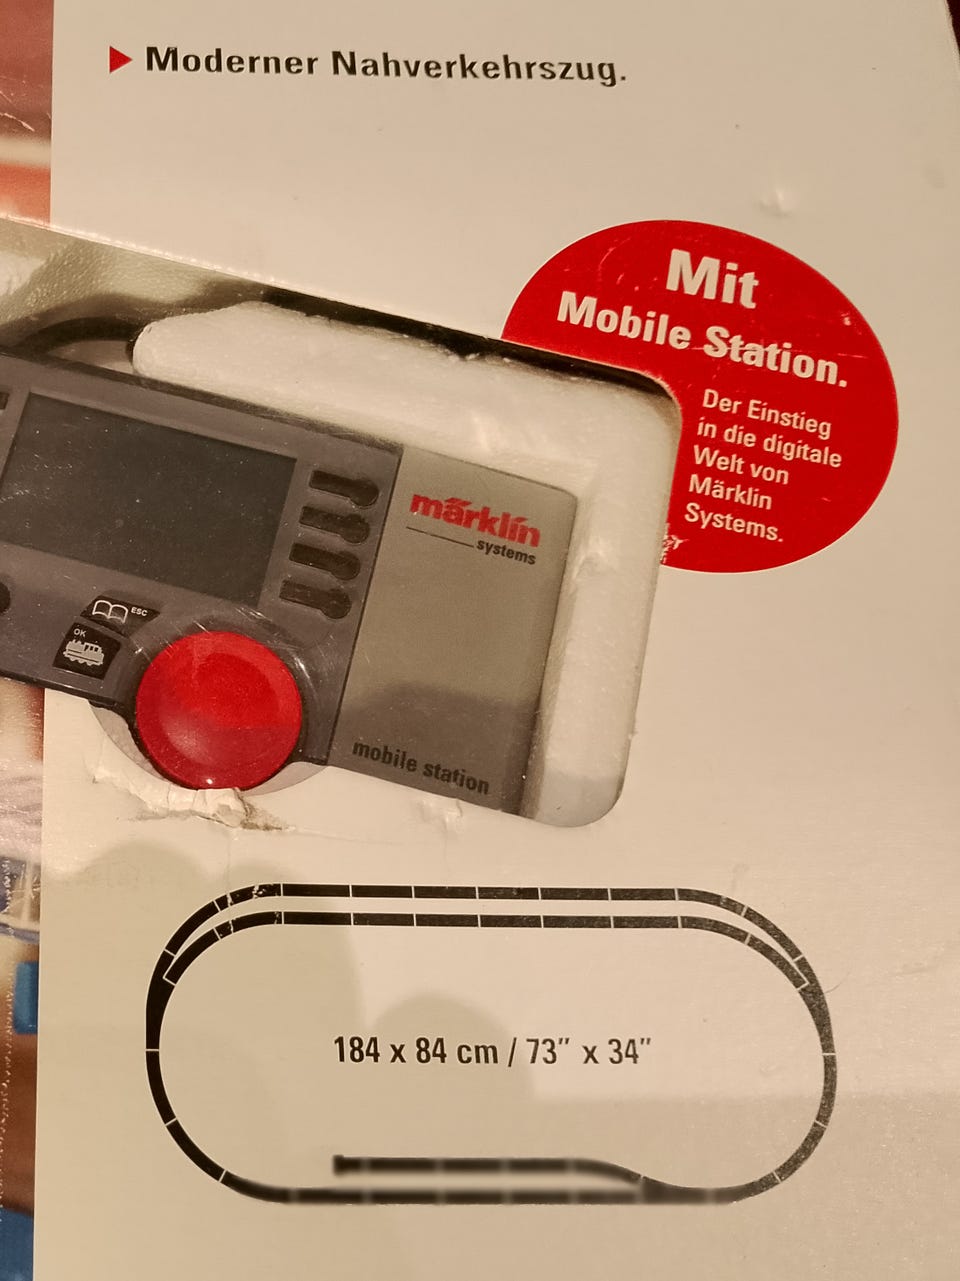 Moderner Nahverkehrszug.
Mit
Mobile Station.
Der Einstieg
in die digitale
Welt von
Märklin
Systems.
märklin
systems
ESC
OK
mobile station
184 x 84 cm / 73″ x 34″